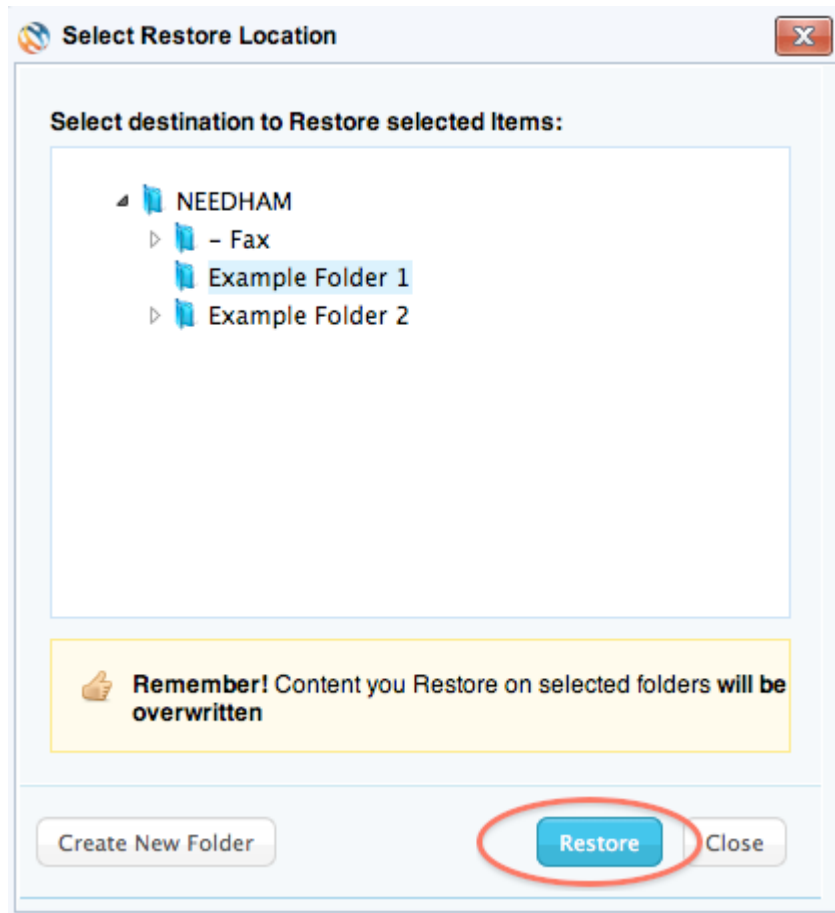 Select Restore Location
Select destination to Restore selected Items:
NEEDHAM
– Fax
Example Folder 1
Example Folder 2
Remember! Content you Restore on selected folders will be
overwritten
Create New Folder
Restore
Close